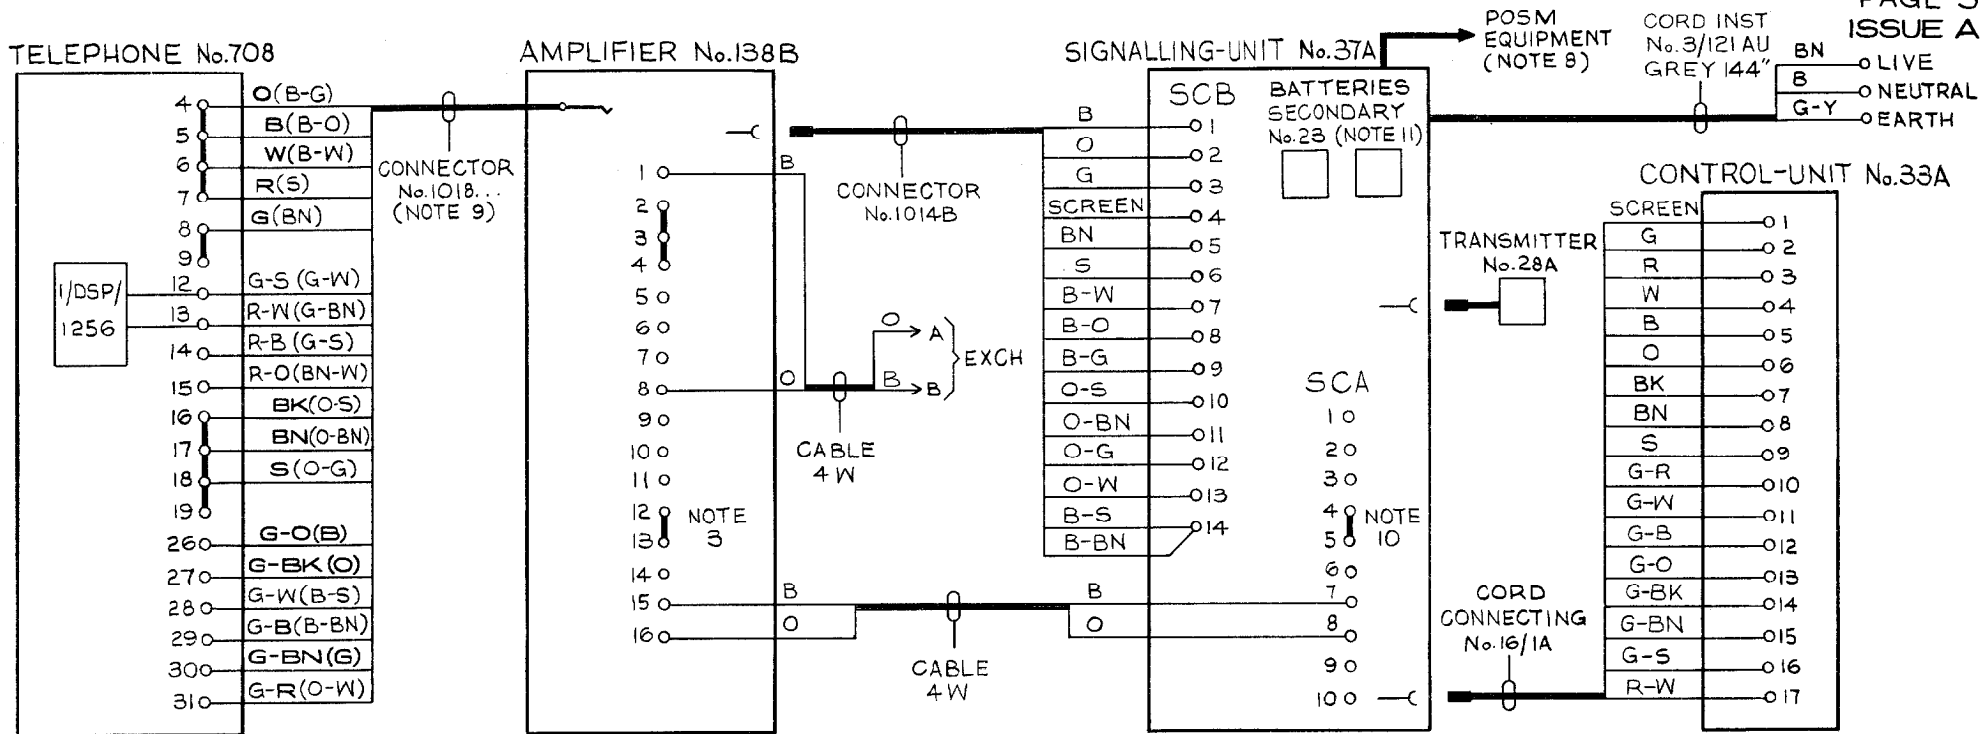 PAGE 3
ISSUE A
TELEPHONE No.708
4 O(B-G)
5 B(B-O)
6 W(B-W)
7 R(S)
8 G(BN)
9
12 G-S (G-W)
13 R-W(G-BN)
14 R-B (G-S)
15 R-O(BN-W)
16 BK(O-S)
17 BN(O-BN)
18 S(O-G)
19
26 G-O(B)
27 G-BK(O)
28 G-W(B-S)
29 G-B(B-BN)
30 G-BN(G)
31 G-R(O-W)
1/DSP/
1256
CONNECTOR
No.1018...
(NOTE 9)
AMPLIFIER No.138B
1 B
2
3
4
5
6
7
8 O
9
10
11
12
13
NOTE
3
14
15 B
16 O
O A
B B
EXCH
CABLE
4W
CONNECTOR
No.1014B
CABLE
4W
SIGNALLING-UNIT No.37A
SCB
B 1
O 2
G 3
SCREEN 4
BN 5
S 6
B-W 7
B-O 8
B-G 9
O-S 10
O-BN 11
O-G 12
O-W 13
B-S 14
B-BN
B
O
BATTERIES
SECONDARY
No.23 (NOTE 11)
SCA
1
2
3
4
5
NOTE
10
6
7
8
9
10
POSM
EQUIPMENT
(NOTE 8)
CORD INST
No.3/121 AU
GREY 144"
BN LIVE
B NEUTRAL
G-Y EARTH
TRANSMITTER
No.28A
CORD
CONNECTING
No.16/1A
CONTROL-UNIT No.33A
SCREEN 1
G 2
R 3
W 4
B 5
O 6
BK 7
BN 8
S 9
G-R 10
G-W 11
G-B 12
G-O 13
G-BK 14
G-BN 15
G-S 16
R-W 17